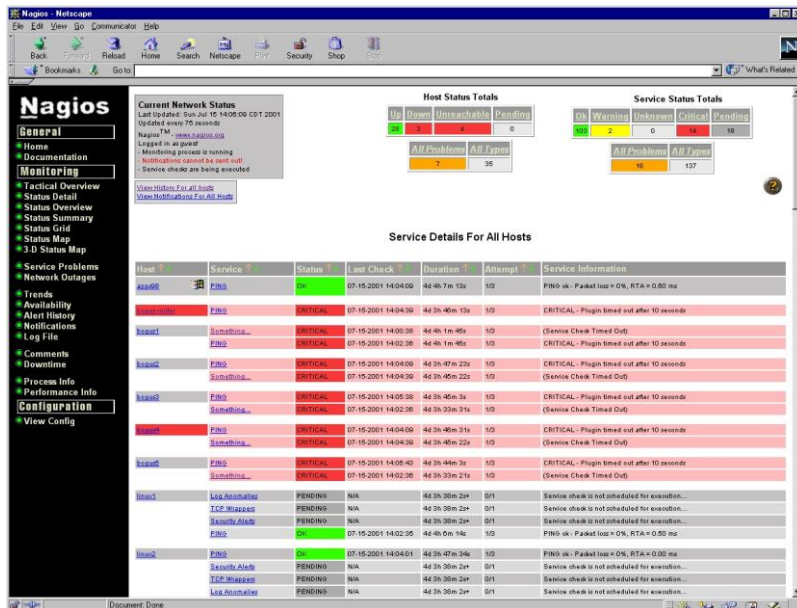 Nagios - Netscape
File Edit View Go Communicator Help
Back Forward Reload Home Search Netscape Print Security Shop Stop
Bookmarks Go to: What's Related
Nagios
General
Home
Documentation
Monitoring
Tactical Overview
Status Detail
Status Overview
Status Summary
Status Grid
Status Map
3-D Status Map
Service Problems
Network Outages
Trends
Availability
Alert History
Notifications
Log File
Comments
Downtime
Process Info
Performance Info
Configuration
View Config
Current Network Status
Last Updated: Sun Jul 15 14:06:09 CDT 2001
Updated every 75 seconds
Nagios™ - www.nagios.org
Logged in as guest
- Monitoring process is running
- Notifications cannot be sent out!
- Service checks are being executed
View History For all hosts
View Notifications For All Hosts
Host Status Totals
Up Down Unreachable Pending
28 3 4 0
All Problems All Types
7 35
Service Status Totals
Ok Warning Unknown Critical Pending
103 2 0 14 18
All Problems All Types
16 137
Service Details For All Hosts
Host Service Status Last Check Duration Attempt Service Information
PING OK 07-15-2001 14:04:09 4d 4h 7m 13s 1/3 PING ok - Packet loss = 0%, RTA = 0.60 ms
PING CRITICAL 07-15-2001 14:04:39 4d 3h 46m 13s 1/3 CRITICAL - Plugin timed out after 10 seconds
bogus1 Something... CRITICAL 07-15-2001 14:00:38 4d 4h 1m 46s 1/3 (Service Check Timed Out)
PING CRITICAL 07-15-2001 14:02:36 4d 4h 1m 46s 1/3 (Service Check Timed Out)
bogus2 PING CRITICAL 07-15-2001 14:04:09 4d 3h 47m 23s 1/3 CRITICAL - Plugin timed out after 10 seconds
Something... CRITICAL 07-15-2001 14:04:39 4d 3h 46m 22s 1/3 (Service Check Timed Out)
bogus3 PING CRITICAL 07-15-2001 14:05:38 4d 3h 45m 3s 1/3 CRITICAL - Plugin timed out after 10 seconds
Something... CRITICAL 07-15-2001 14:02:36 4d 3h 33m 31s 1/3 (Service Check Timed Out)
bogus4 PING CRITICAL 07-15-2001 14:04:09 4d 3h 46m 31s 1/3 CRITICAL - Plugin timed out after 10 seconds
Something... CRITICAL 07-15-2001 14:04:39 4d 3h 45m 22s 1/3 (Service Check Timed Out)
bogus5 PING CRITICAL 07-15-2001 14:05:43 4d 3h 44m 3s 1/3 CRITICAL - Plugin timed out after 10 seconds
Something... CRITICAL 07-15-2001 14:02:36 4d 3h 33m 21s 1/3 (Service Check Timed Out)
linux1 Log Anomalies PENDING N/A 4d 3h 38m 2s+ 0/1 Service check is not scheduled for execution...
TCP Wrappers PENDING N/A 4d 3h 38m 2s+ 0/1 Service check is not scheduled for execution...
Security Alerts PENDING N/A 4d 3h 38m 2s+ 0/1 Service check is not scheduled for execution...
PING OK 07-15-2001 14:02:35 4d 6h 0m 14s 1/3 PING ok - Packet loss = 0%, RTA = 0.50 ms
linux2 PING OK 07-15-2001 14:04:01 4d 3h 47m 34s 1/3 PING ok - Packet loss = 0%, RTA = 0.00 ms
Security Alerts PENDING N/A 4d 3h 38m 2s+ 0/1 Service check is not scheduled for execution...
TCP Wrappers PENDING N/A 4d 3h 38m 2s+ 0/1 Service check is not scheduled for execution...
Log Anomalies PENDING N/A 4d 3h 38m 2s+ 0/1 Service check is not scheduled for execution...
Document: Done